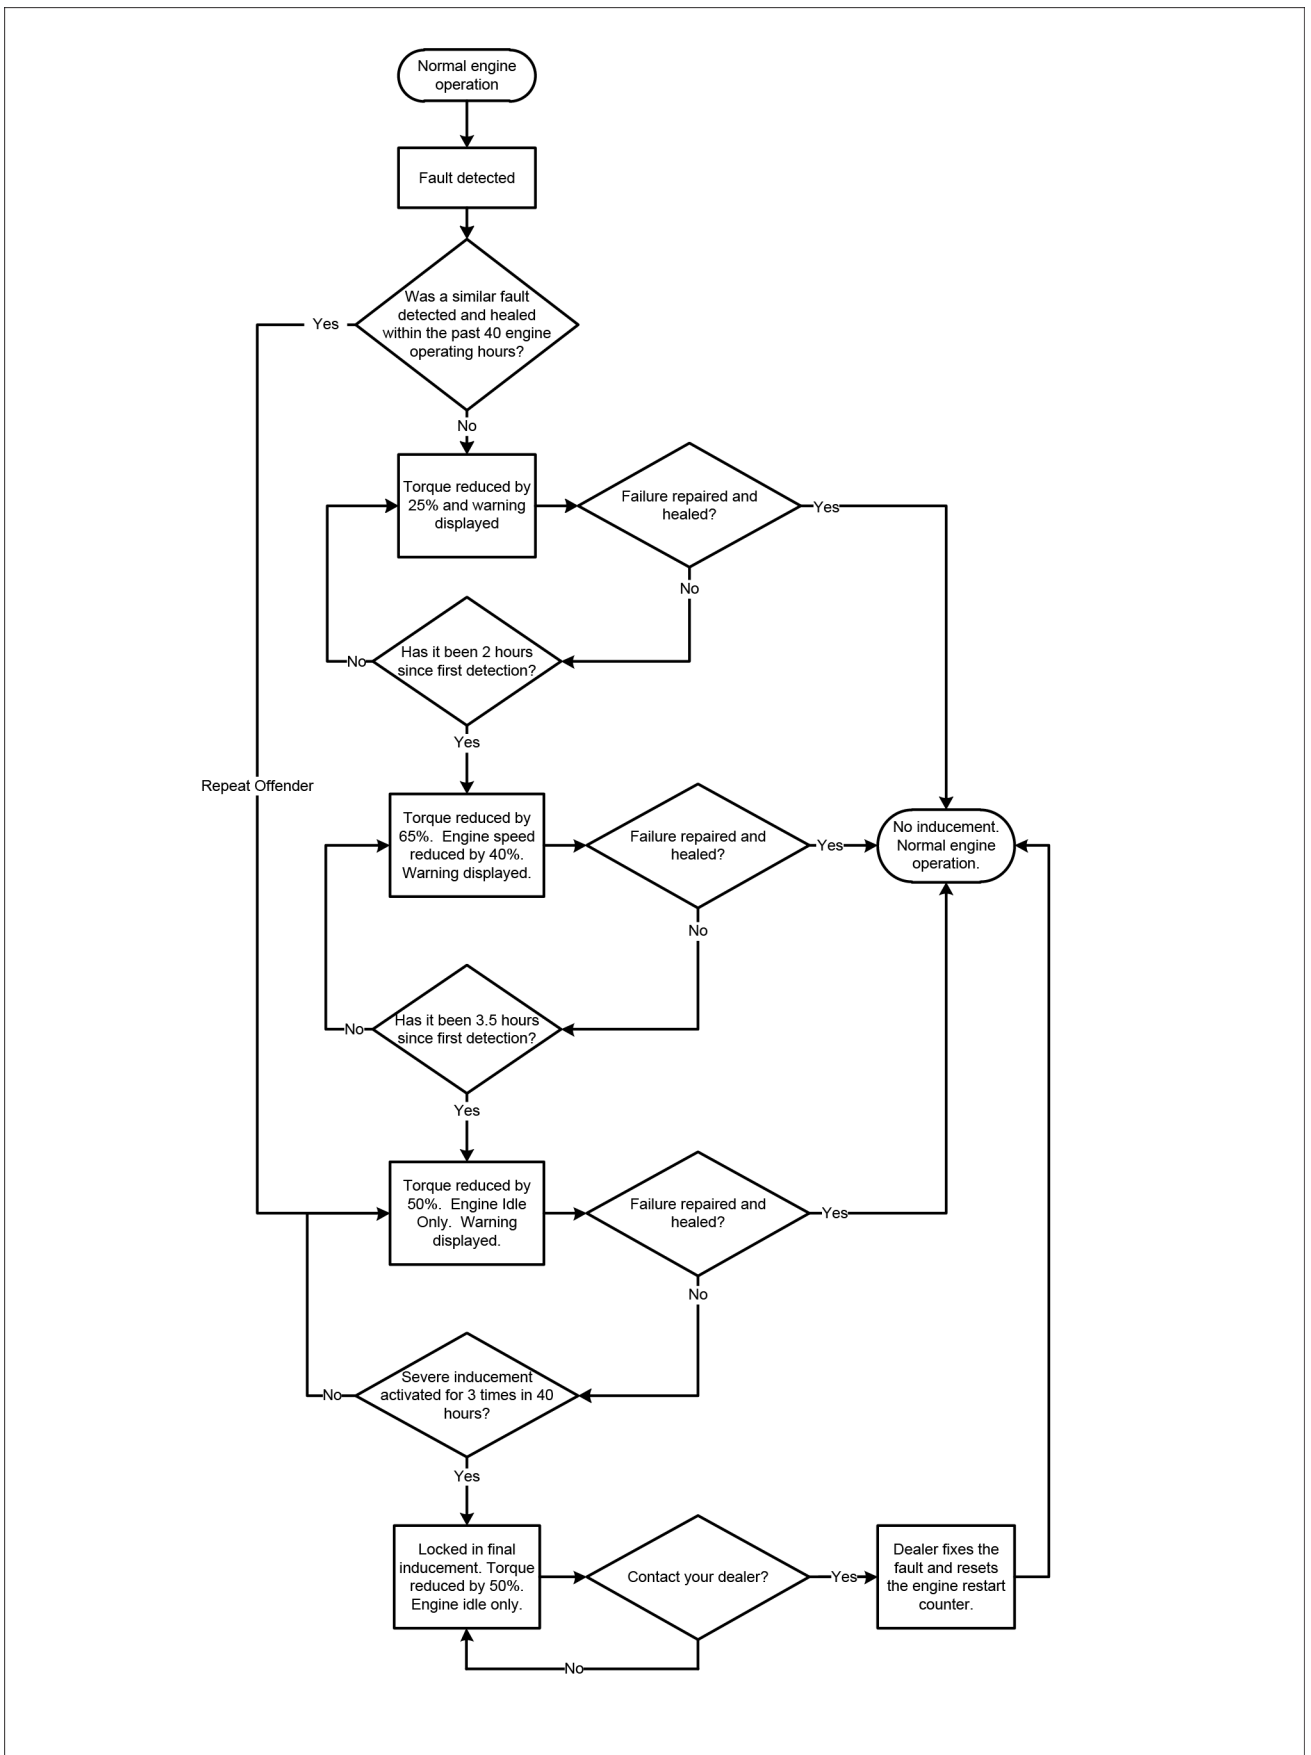 Normal engine
operation
Fault detected
Was a similar fault
detected and healed
within the past 40 engine
operating hours?
Yes
No
Torque reduced by
25% and warning
displayed
Failure repaired and
healed?
Yes
No
Has it been 2 hours
since first detection?
No
Yes
Repeat Offender
Torque reduced by
65%.  Engine speed
reduced by 40%.
Warning displayed.
Failure repaired and
healed?
Yes
No inducement.
Normal engine
operation.
No
Has it been 3.5 hours
since first detection?
No
Yes
Torque reduced by
50%.  Engine Idle
Only.  Warning
displayed.
Failure repaired and
healed?
Yes
No
Severe inducement
activated for 3 times in 40
hours?
No
Yes
Locked in final
inducement. Torque
reduced by 50%.
Engine idle only.
Contact your dealer?
Yes
Dealer fixes the
fault and resets
the engine restart
counter.
No